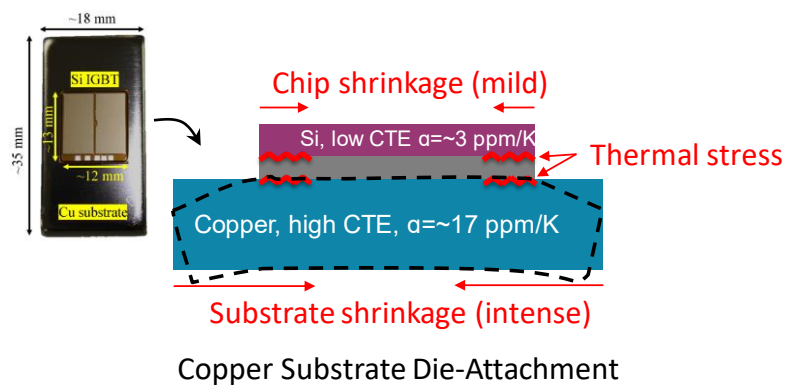 ~18 mm
Si IGBT
~35 mm
~13 mm
~12 mm
Cu substrate
Chip shrinkage (mild)
Si, low CTE α=~3 ppm/K
Thermal stress
Copper, high CTE, α=~17 ppm/K
Substrate shrinkage (intense)
Copper Substrate Die-Attachment